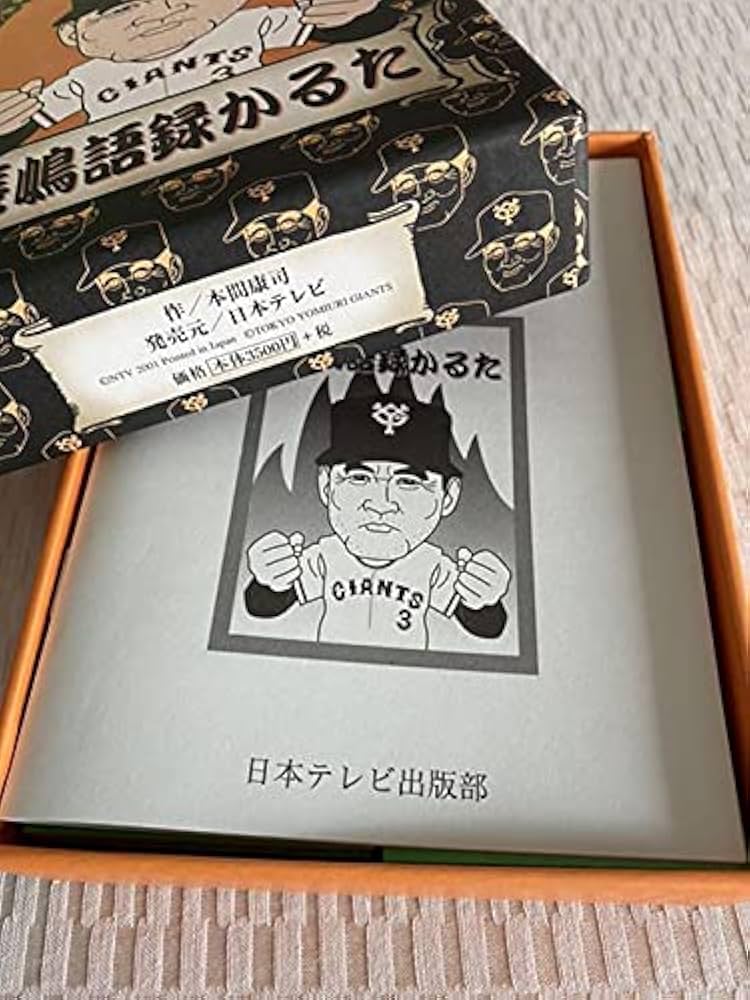 GIANTS
3
嶋語録かるた
作／本間康司
発売元／日本テレビ
©NTV 2001 Printed in Japan ©TOKYO YOMIURI GIANTS
価格 本体3500円 + 税
語録かるた
GIANTS
3
日本テレビ出版部